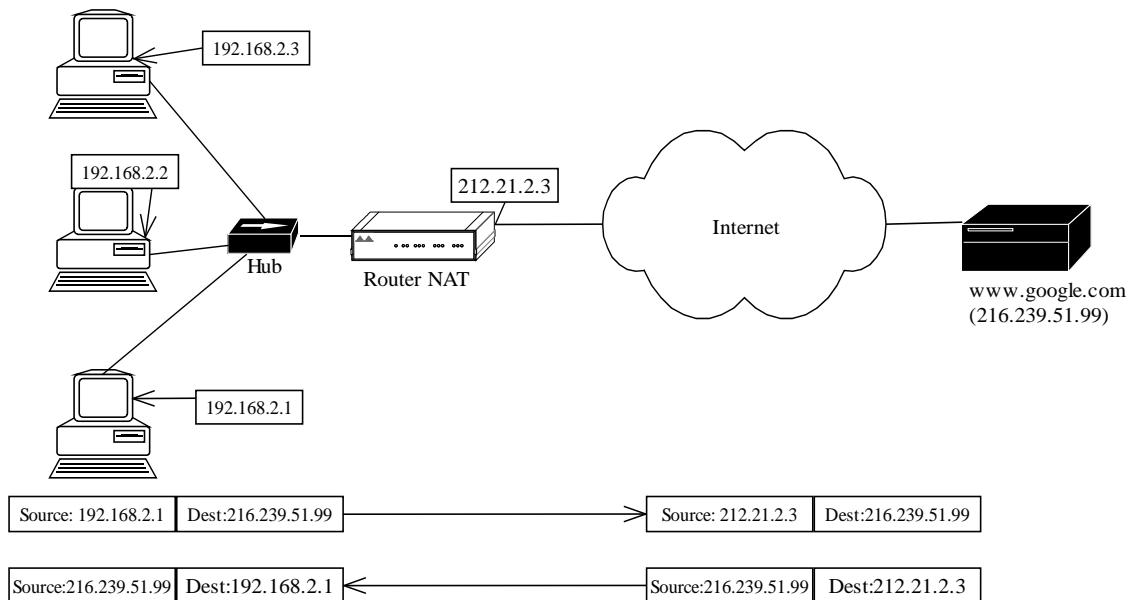 192.168.2.3
192.168.2.2
212.21.2.3
Internet
Hub
Router NAT
www.google.com
(216.239.51.99)
192.168.2.1
Source: 192.168.2.1 Dest:216.239.51.99 Source: 212.21.2.3 Dest:216.239.51.99
Source:216.239.51.99 Dest:192.168.2.1 Source:216.239.51.99 Dest:212.21.2.3